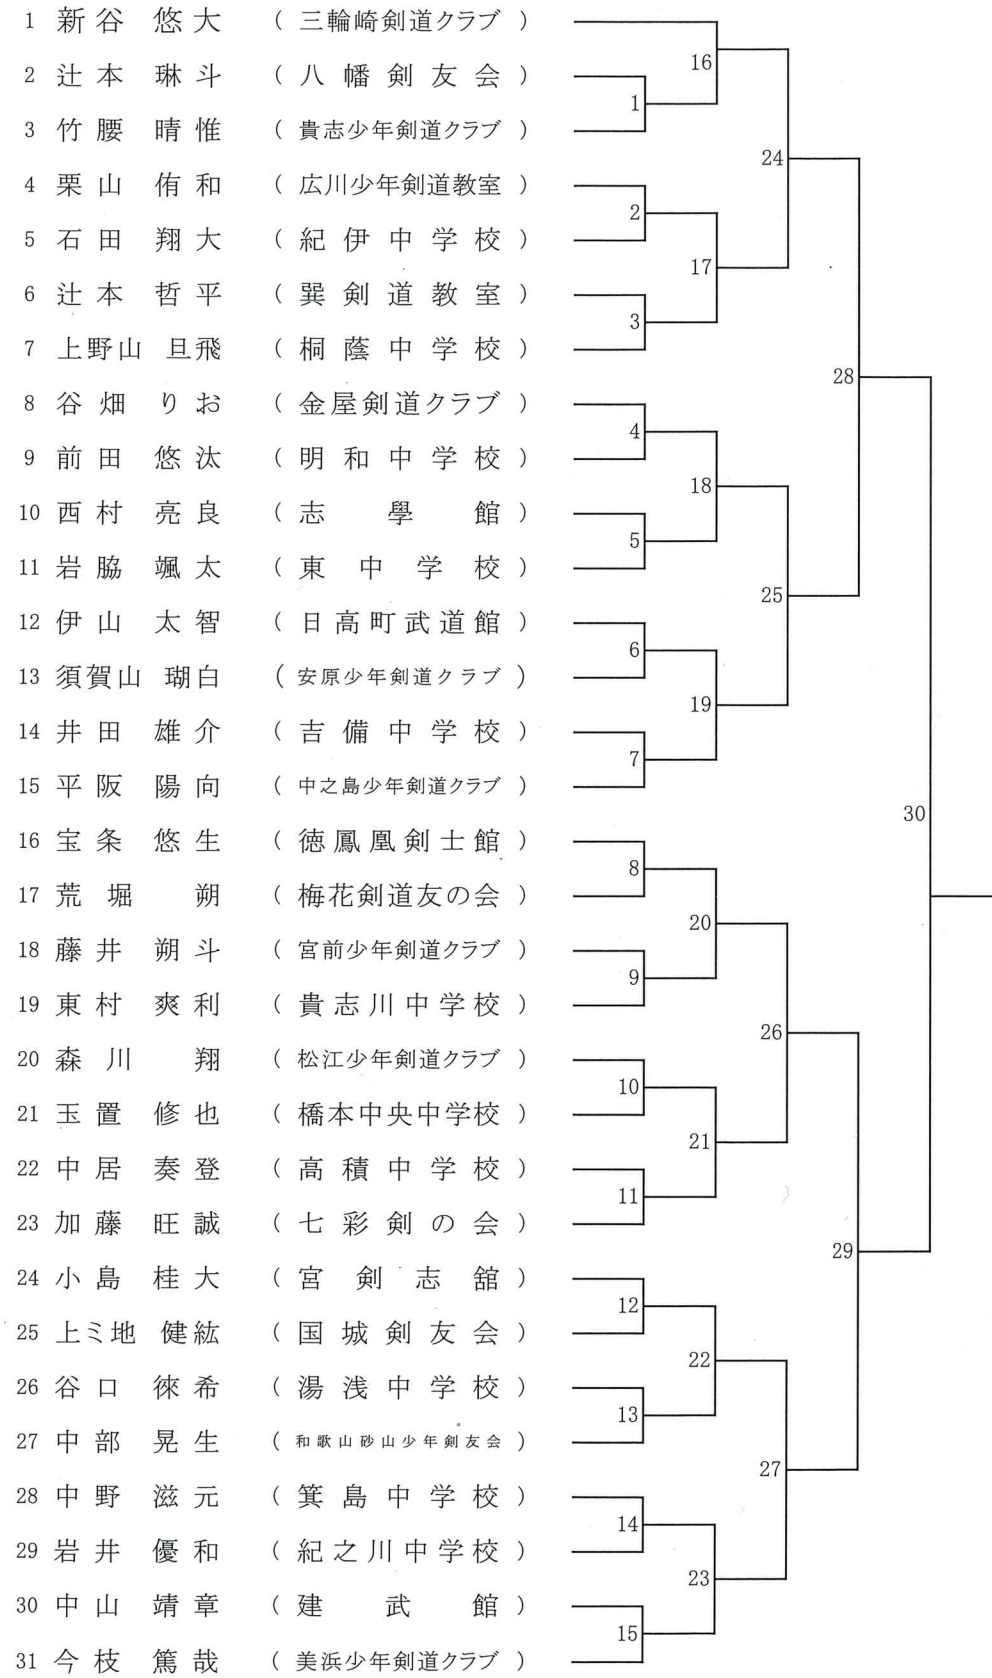 1 新谷 悠大 (三輪崎剣道クラブ)
2 辻本 琳斗 (八幡剣友会)
3 竹腰 晴惟 (貴志少年剣道クラブ)
4 栗山 侑和 (広川少年剣道教室)
5 石田 翔大 (紀伊中学校)
6 辻本 哲平 (巽剣道教室)
7 上野山 旦飛 (桐蔭中学校)
8 谷畑 りお (金屋剣道クラブ)
9 前田 悠汰 (明和中学校)
10 西村 亮良 (志學館)
11 岩脇 颯太 (東中学校)
12 伊山 太智 (日高町武道館)
13 須賀山 瑚白 (安原少年剣道クラブ)
14 井田 雄介 (吉備中学校)
15 平阪 陽向 (中之島少年剣道クラブ)
16 宝条 悠生 (徳鳳凰剣士館)
17 荒堀 朔 (梅花剣道友の会)
18 藤井 朔斗 (宮前少年剣道クラブ)
19 東村 爽利 (貴志川中学校)
20 森川 翔 (松江少年剣道クラブ)
21 玉置 修也 (橋本中央中学校)
22 中居 奏登 (高積中学校)
23 加藤 旺誠 (七彩剣の会)
24 小島 桂大 (宮剣志舘)
25 上ミ地 健紘 (国城剣友会)
26 谷口 徠希 (湯浅中学校)
27 中部 晃生 (和歌山砂山少年剣友会)
28 中野 滋元 (箕島中学校)
29 岩井 優和 (紀之川中学校)
30 中山 靖章 (建武館)
31 今枝 篤哉 (美浜少年剣道クラブ)
1
2
3
4
5
6
7
8
9
10
11
12
13
14
15
16
17
18
19
20
21
22
23
24
25
26
27
28
29
30